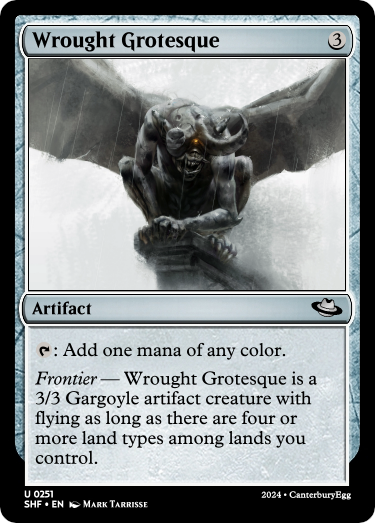 Wrought Grotesque 3
Artifact
: Add one mana of any color.
Frontier — Wrought Grotesque is a
3/3 Gargoyle artifact creature with
flying as long as there are four or
more land types among lands you
control.
U 0251
SHF • EN Mark Tarrisse
2024 • CanterburyEgg